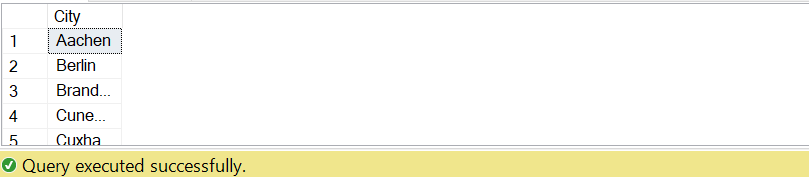 City
1 Aachen
2 Berlin
3 Brand...
4 Cune...
5 Cuxha
Query executed successfully.